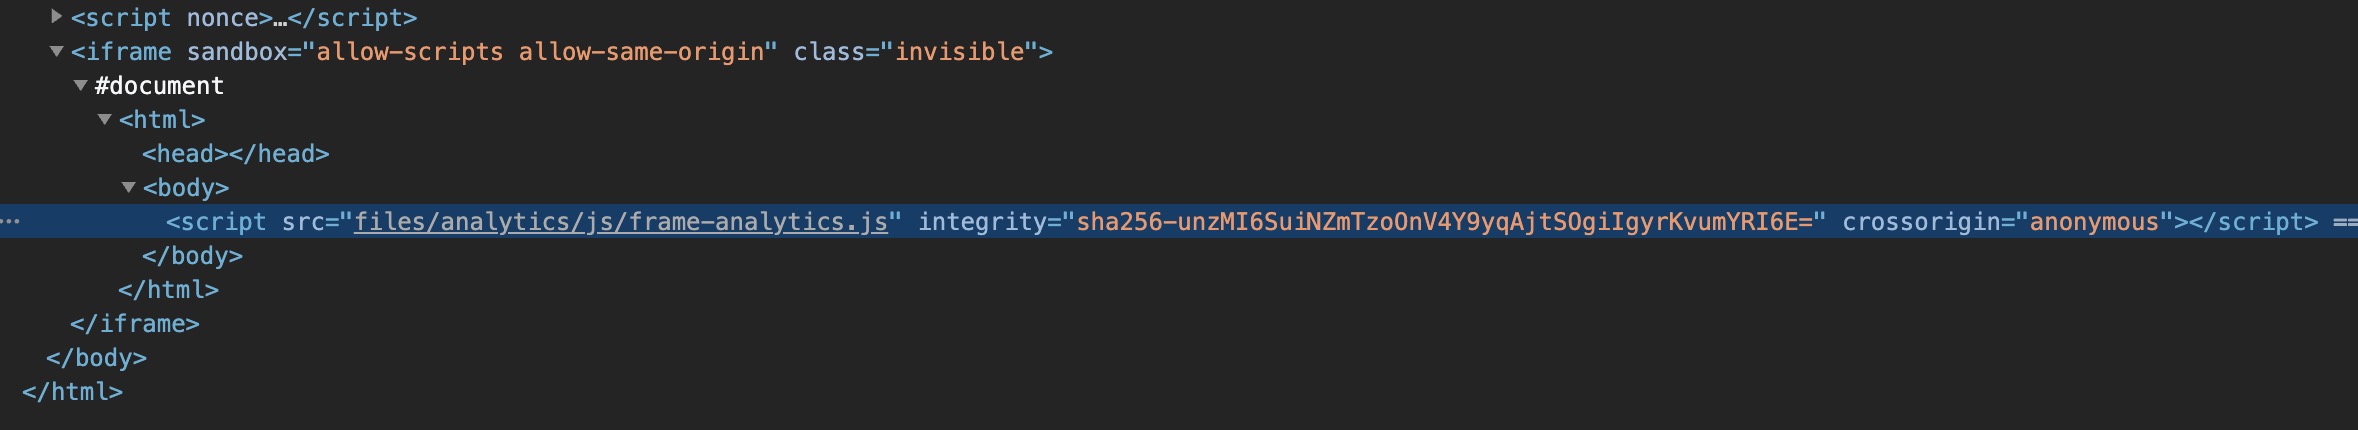 <script nonce>…</script>
<iframe sandbox="allow-scripts allow-same-origin" class="invisible">
#document
<html>
<head></head>
<body>
<script src="files/analytics/js/frame-analytics.js" integrity="sha256-unzMI6SuiNZmTzoOnV4Y9yqAjtSOgiIgyrKvumYRI6E=" crossorigin="anonymous"></script> ==
</body>
</html>
</iframe>
</body>
</html>